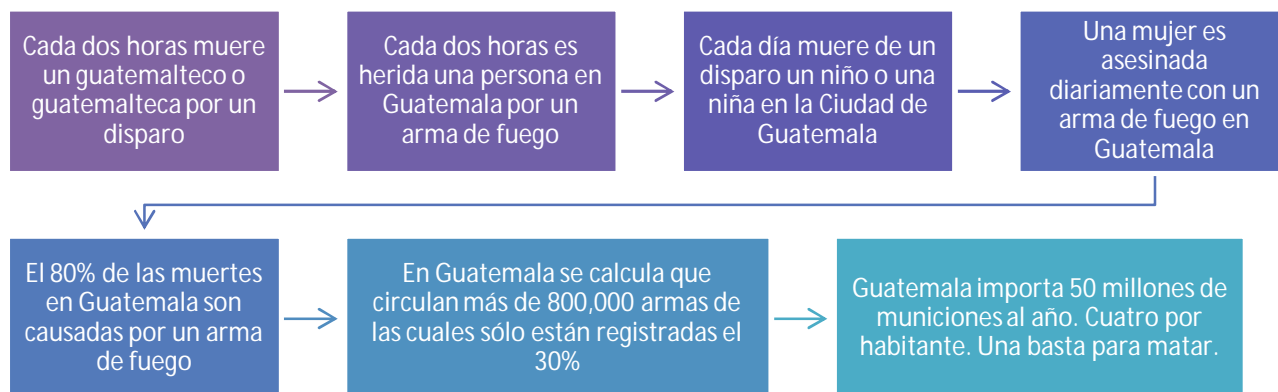 Cada dos horas muere
un guatemalteco o
guatemalteca por un
disparo
Cada dos horas es
herida una persona en
Guatemala por un
arma de fuego
Cada día muere de un
disparo un niño o una
niña en la Ciudad de
Guatemala
Una mujer es
asesinada
diariamente con un
arma de fuego en
Guatemala
El 80% de las muertes
en Guatemala son
causadas por un arma
de fuego
En Guatemala se calcula que
circulan más de 800,000 armas de
las cuales sólo están registradas el
30%
Guatemala importa 50 millones de
municiones al año. Cuatro por
habitante. Una basta para matar.